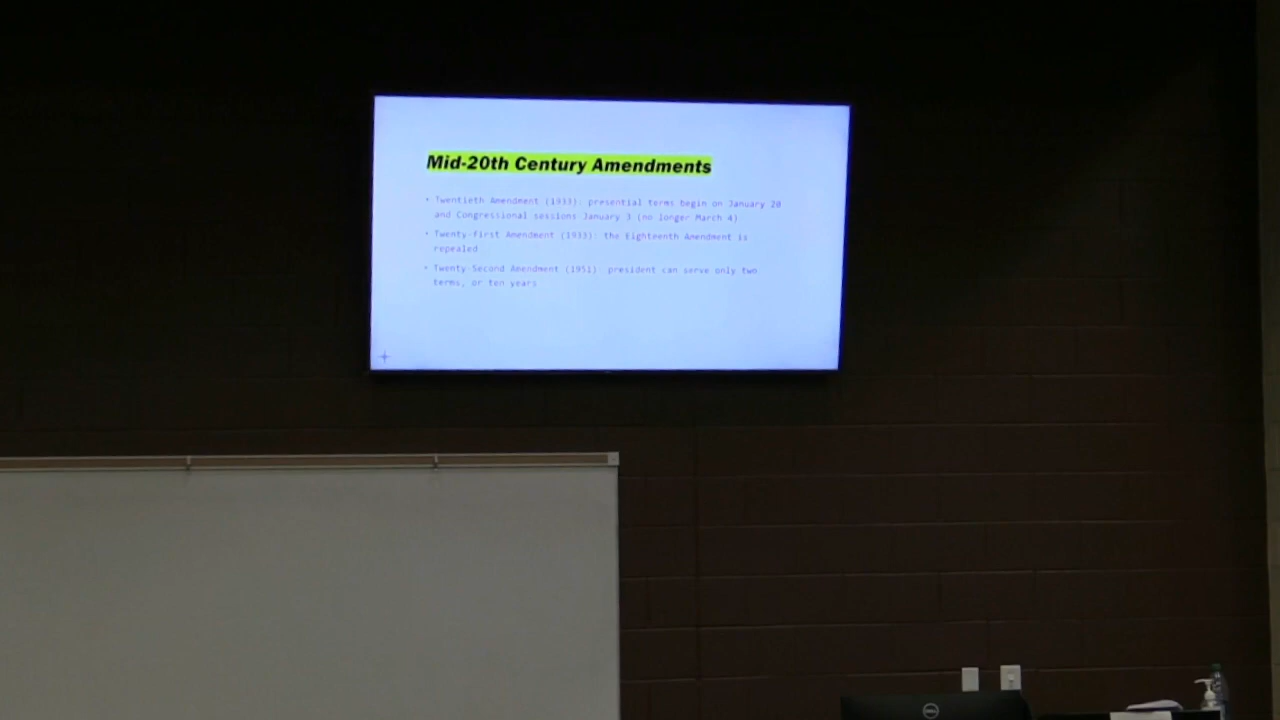 Mid-20th Century Amendments
• Twentieth Amendment (1933): presential terms begin on January 20
and Congressional sessions January 3 (no longer March 4)
• Twenty-first Amendment (1933): the Eighteenth Amendment is
repealed
• Twenty-Second Amendment (1951): president can serve only two
terms, or ten years
DELL